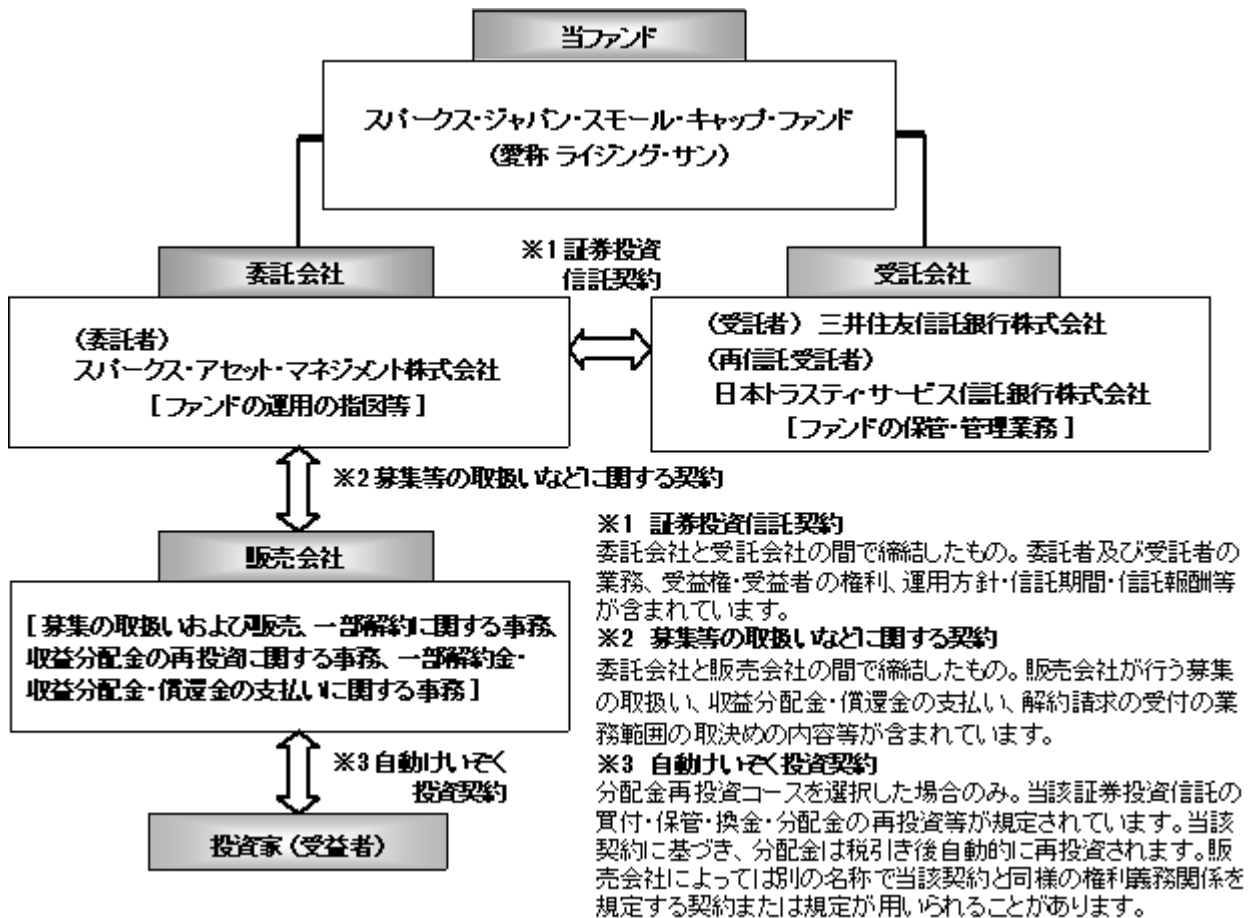 当ファンド
スパークス・ジャパン・スモール・キャップ・ファンド
(愛称 ライジング・サン)
※1 証券投資
信託契約
委託会社
(委託者)
スパークス・アセット・マネジメント株式会社
[ファンドの運用の指図等]
受託会社
(受託者) 三井住友信託銀行株式会社
(再信託受託者)
日本トラスティ・サービス信託銀行株式会社
[ファンドの保管・管理業務]
※2 募集等の取扱いなどに関する契約
販売会社
[募集の取扱いおよび販売、一部解約に関する事務、
収益分配金の再投資に関する事務、一部解約金・
収益分配金・償還金の支払いに関する事務]
※3 自動けいぞく
投資契約
投資家(受益者)
※1 証券投資信託契約
委託会社と受託会社の間で締結したもの。委託者及び受託者の
業務、受益権・受益者の権利、運用方針・信託期間・信託報酬等
が含まれています。
※2 募集等の取扱いなどに関する契約
委託会社と販売会社の間で締結したもの。販売会社が行う募集
の取扱い、収益分配金・償還金の支払い、解約請求の受付の業
務範囲の取決めの内容等が含まれています。
※3 自動けいぞく投資契約
分配金再投資コースを選択した場合のみ。当該証券投資信託の
買付・保管・換金・分配金の再投資等が規定されています。当該
契約に基づき、分配金は税引き後自動的に再投資されます。販
売会社によっては別の名称で当該契約と同様の権利義務関係を
規定する契約または規定が用いられることがあります。